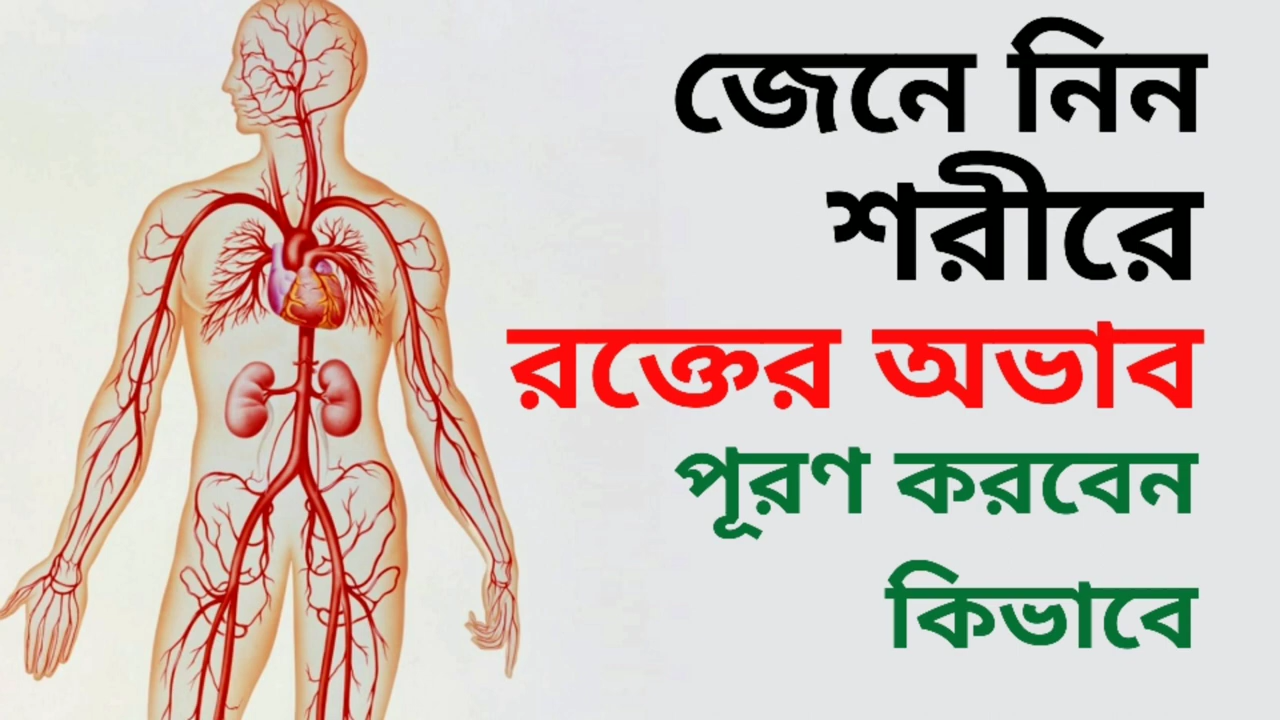 জেনে নিন
শরীরে
রক্তের অভাব
পূরণ করবেন
কিভাবে